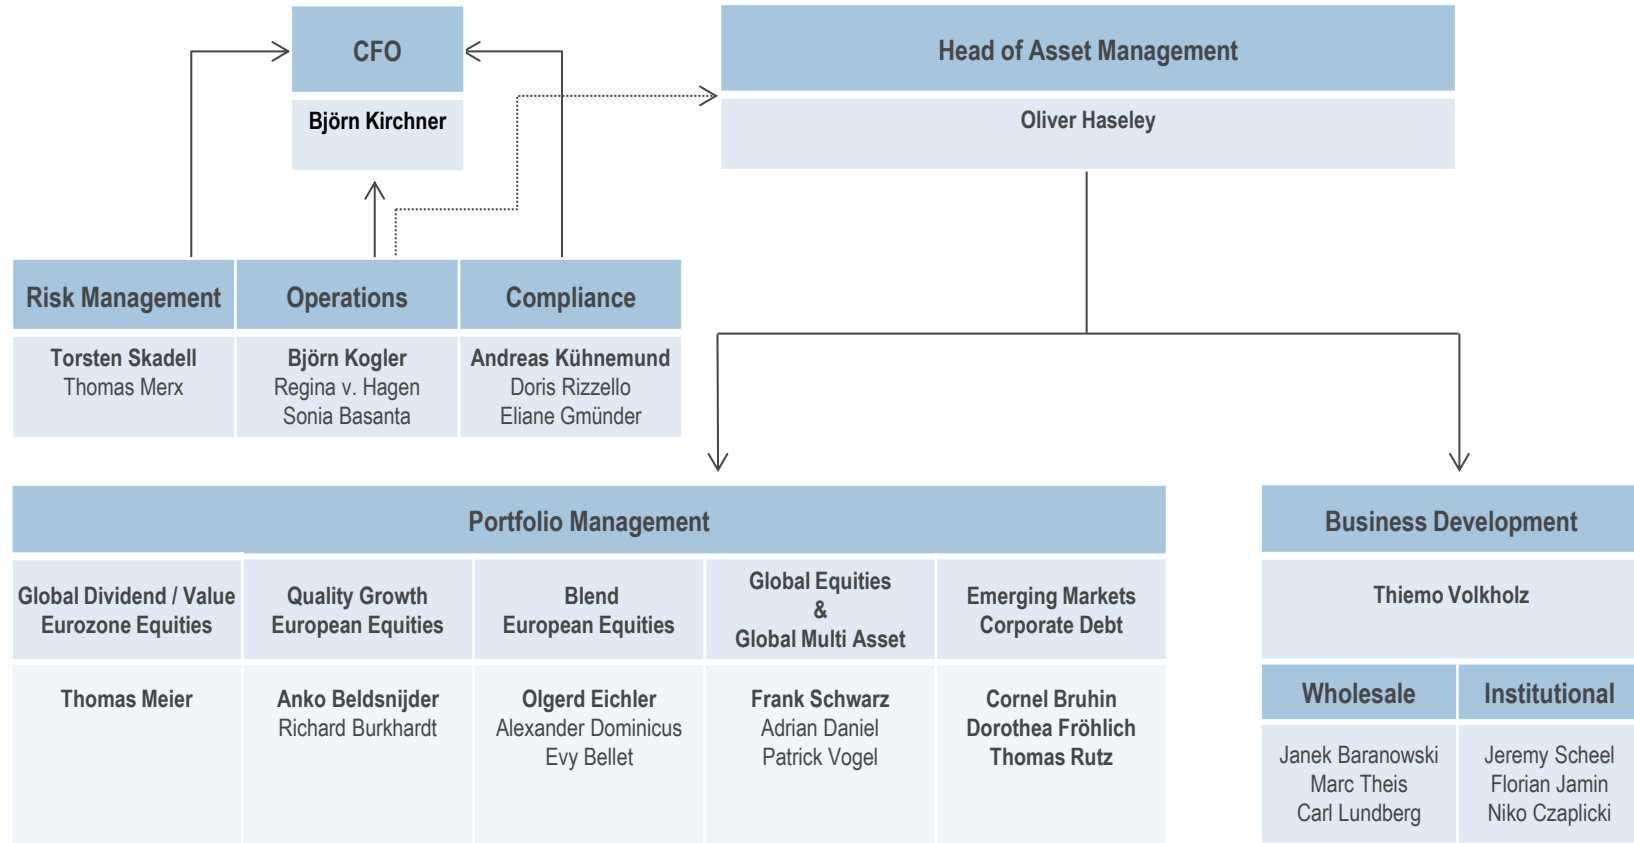 CFO
Björn Kirchner
Head of Asset Management
Oliver Haseley
Risk Management
Torsten Skadell
Thomas Merx
Operations
Björn Kogler
Regina v. Hagen
Sonia Basanta
Compliance
Andreas Kühnemund
Doris Rizzello
Eliane Gmünder
Portfolio Management
Global Dividend / Value
Eurozone Equities
Thomas Meier
Quality Growth
European Equities
Anko Beldsnijder
Richard Burkhardt
Blend
European Equities
Olgerd Eichler
Alexander Dominicus
Evy Bellet
Global Equities
&
Global Multi Asset
Frank Schwarz
Adrian Daniel
Patrick Vogel
Emerging Markets
Corporate Debt
Cornel Bruhin
Dorothea Fröhlich
Thomas Rutz
Business Development
Thiemo Volkholz
Wholesale
Janek Baranowski
Marc Theis
Carl Lundberg
Institutional
Jeremy Scheel
Florian Jamin
Niko Czaplicki